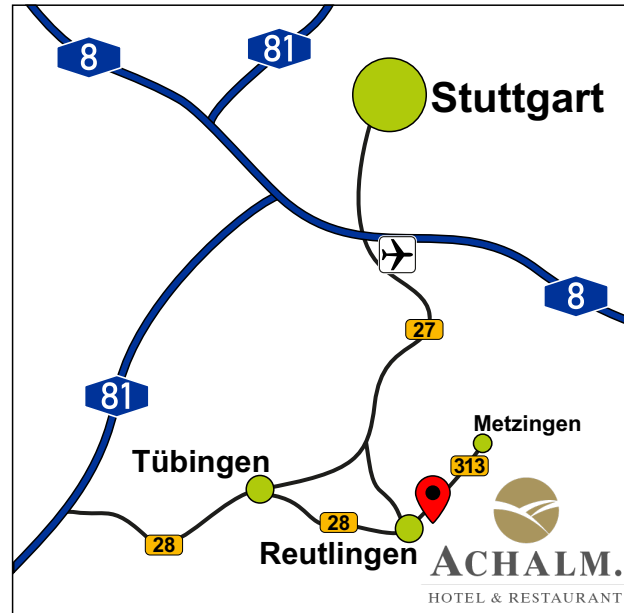 81
8
Stuttgart
8
27
81
Metzingen
Tübingen
313
28
28
Reutlingen
ACHALM.
HOTEL & RESTAURANT